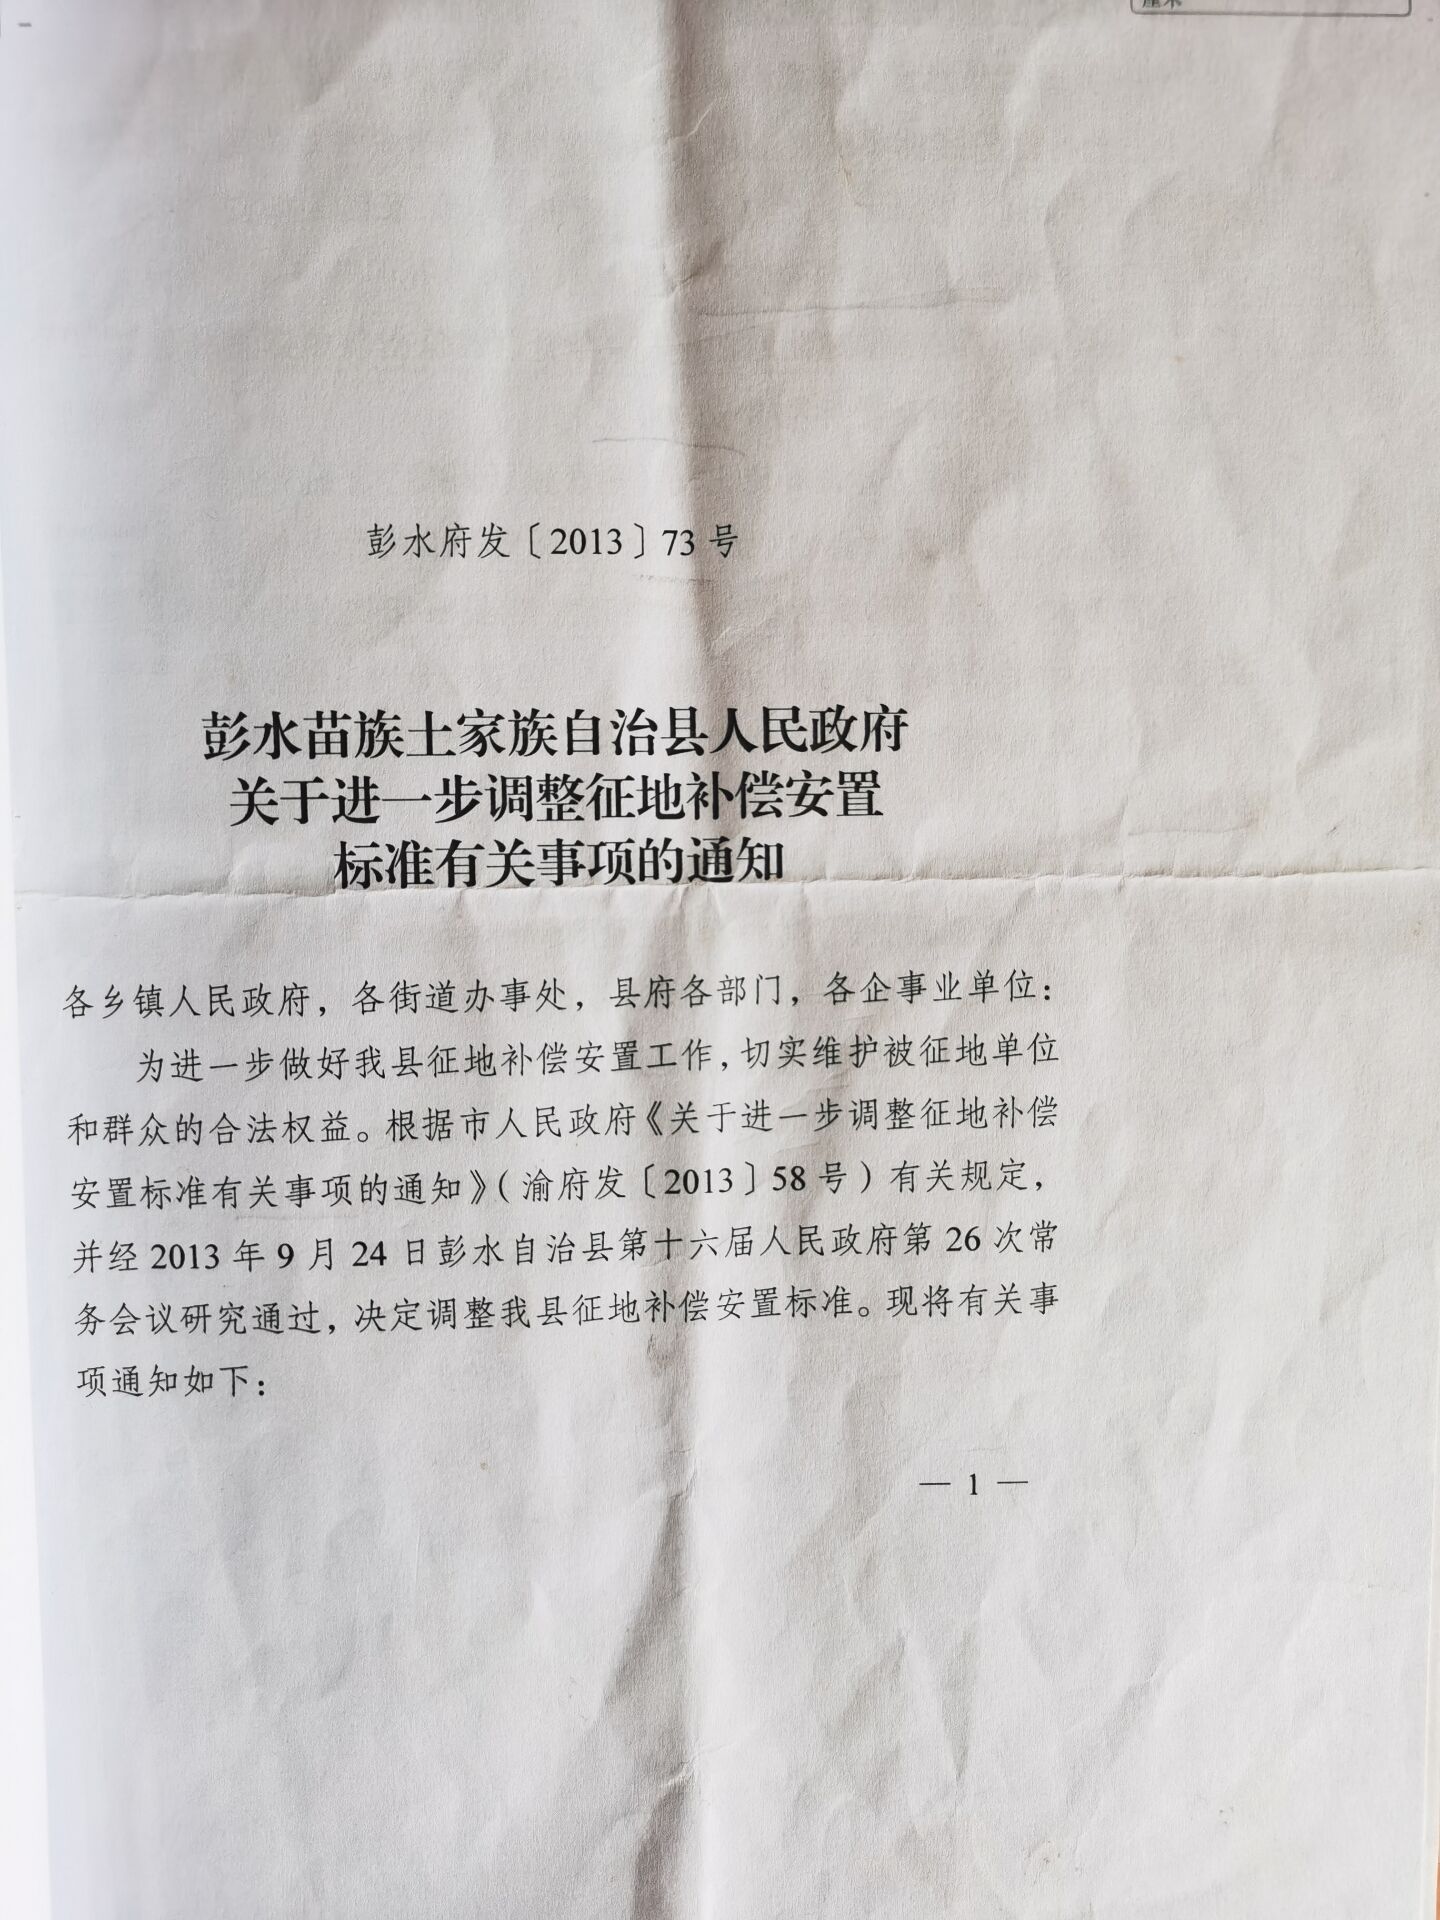 彭水府发〔2013〕73号
彭水苗族土家族自治县人民政府
关于进一步调整征地补偿安置
标准有关事项的通知
各乡镇人民政府，各街道办事处，县府各部门，各企事业单位：
为进一步做好我县征地补偿安置工作，切实维护被征地单位
和群众的合法权益。根据市人民政府《关于进一步调整征地补偿
安置标准有关事项的通知》（渝府发〔2013〕58号）有关规定，
并经2013年9月24日彭水自治县第十六届人民政府第26次常
务会议研究通过，决定调整我县征地补偿安置标准。现将有关事
项通知如下：
— 1 —